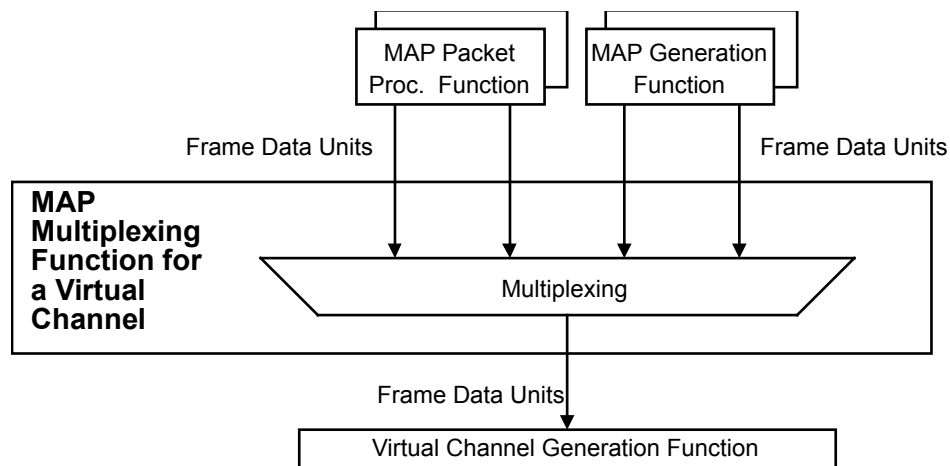 MAP Packet
Proc. Function
MAP Generation
Function
Frame Data Units
Frame Data Units
MAP
Multiplexing
Function for
a Virtual
Channel
Multiplexing
Frame Data Units
Virtual Channel Generation Function